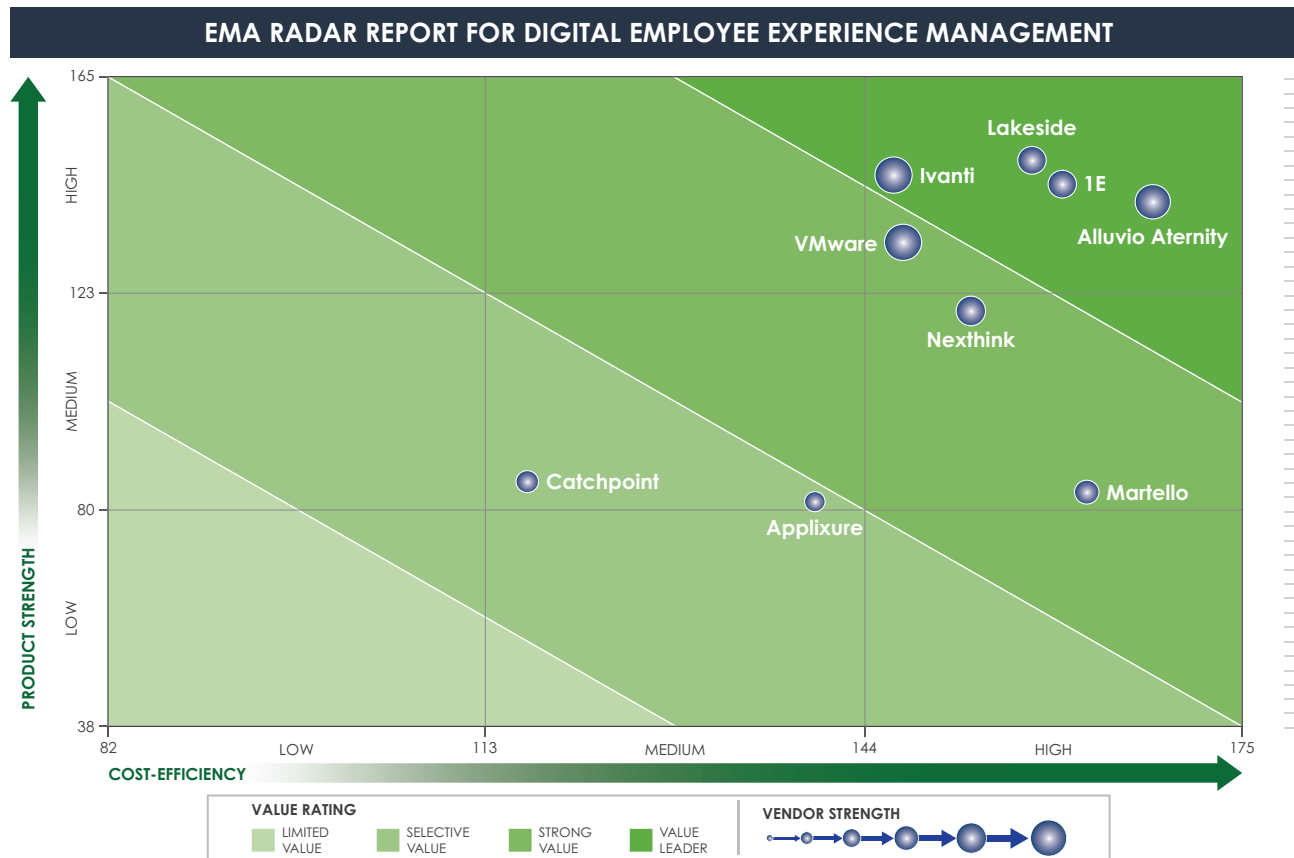 EMA RADAR REPORT FOR DIGITAL EMPLOYEE EXPERIENCE MANAGEMENT
165
HIGH
123
MEDIUM
80
LOW
38
PRODUCT STRENGTH
Lakeside
Ivanti
1E
VMware
Alluvio Aternity
Nexthink
Catchpoint
Martello
Applixure
82
LOW
113
MEDIUM
144
HIGH
175
COST-EFFICIENCY
VALUE RATING
LIMITED
VALUE
SELECTIVE
VALUE
STRONG
VALUE
VALUE
LEADER
VENDOR STRENGTH